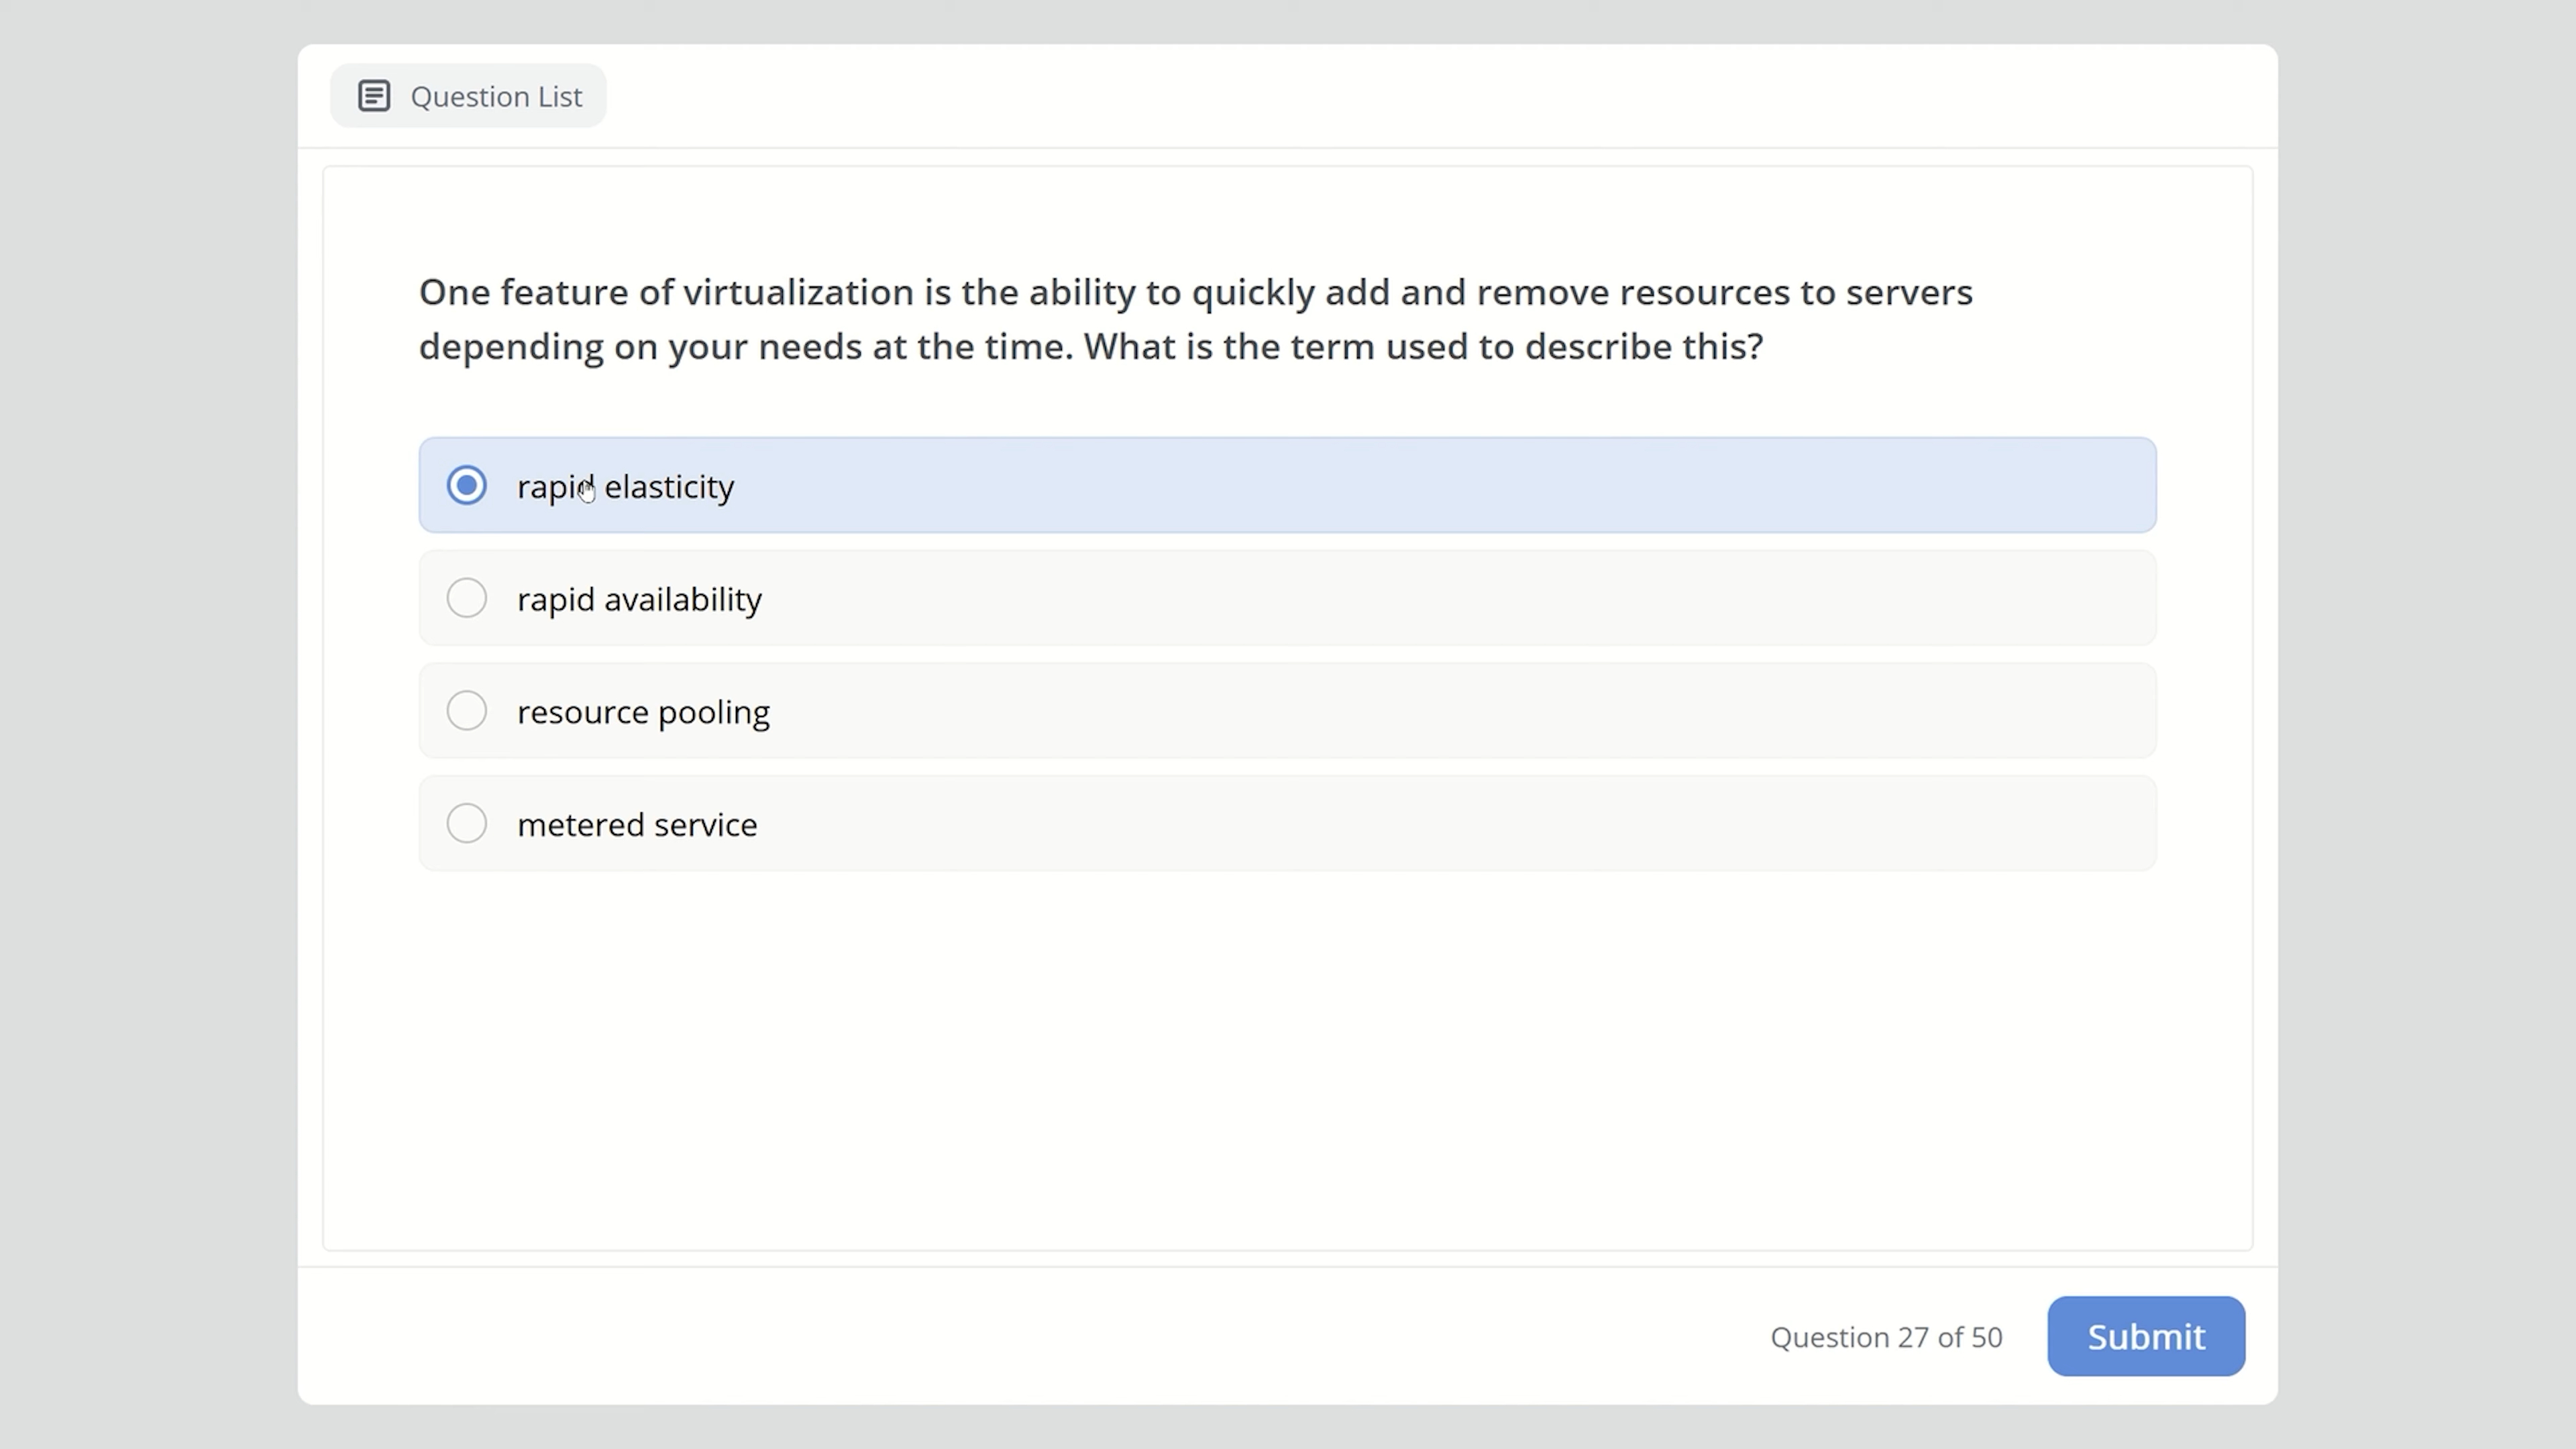 Question List
One feature of virtualization is the ability to quickly add and remove resources to servers
depending on your needs at the time. What is the term used to describe this?
rapid elasticity
rapid availability
resource pooling
metered service
Question 27 of 50
Submit